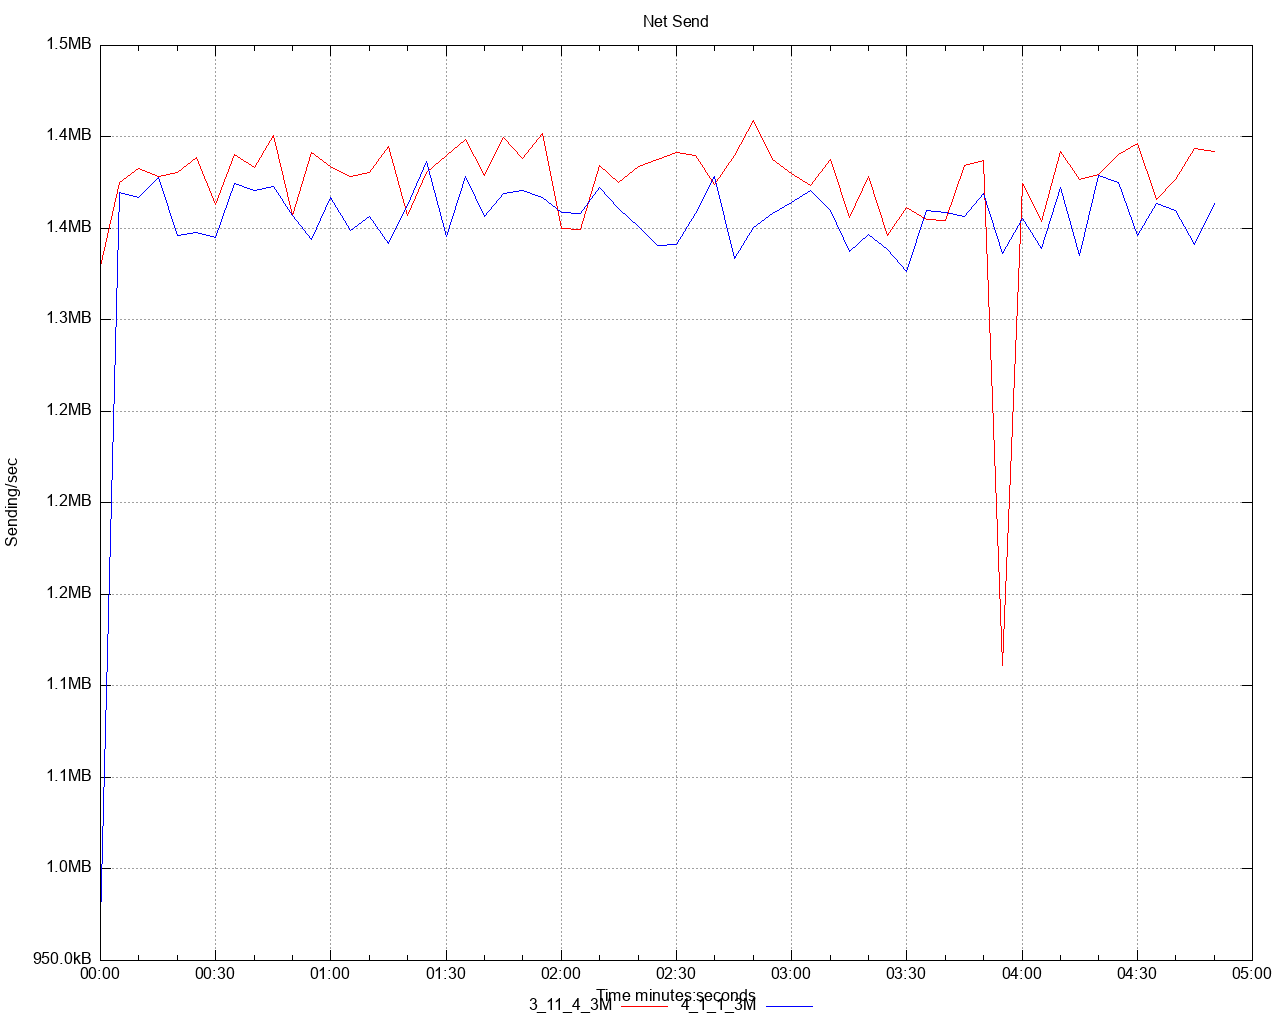 Net Send
1.5MB
1.4MB
1.4MB
1.3MB
1.2MB
1.2MB
1.2MB
1.1MB
1.1MB
1.0MB
950.0kB
Sending/sec
00:00 00:30 01:00 01:30 02:00 02:30 03:00 03:30 04:00 04:30 05:00
Time minutes:seconds
3_11_4_3M 4_1_1_3M